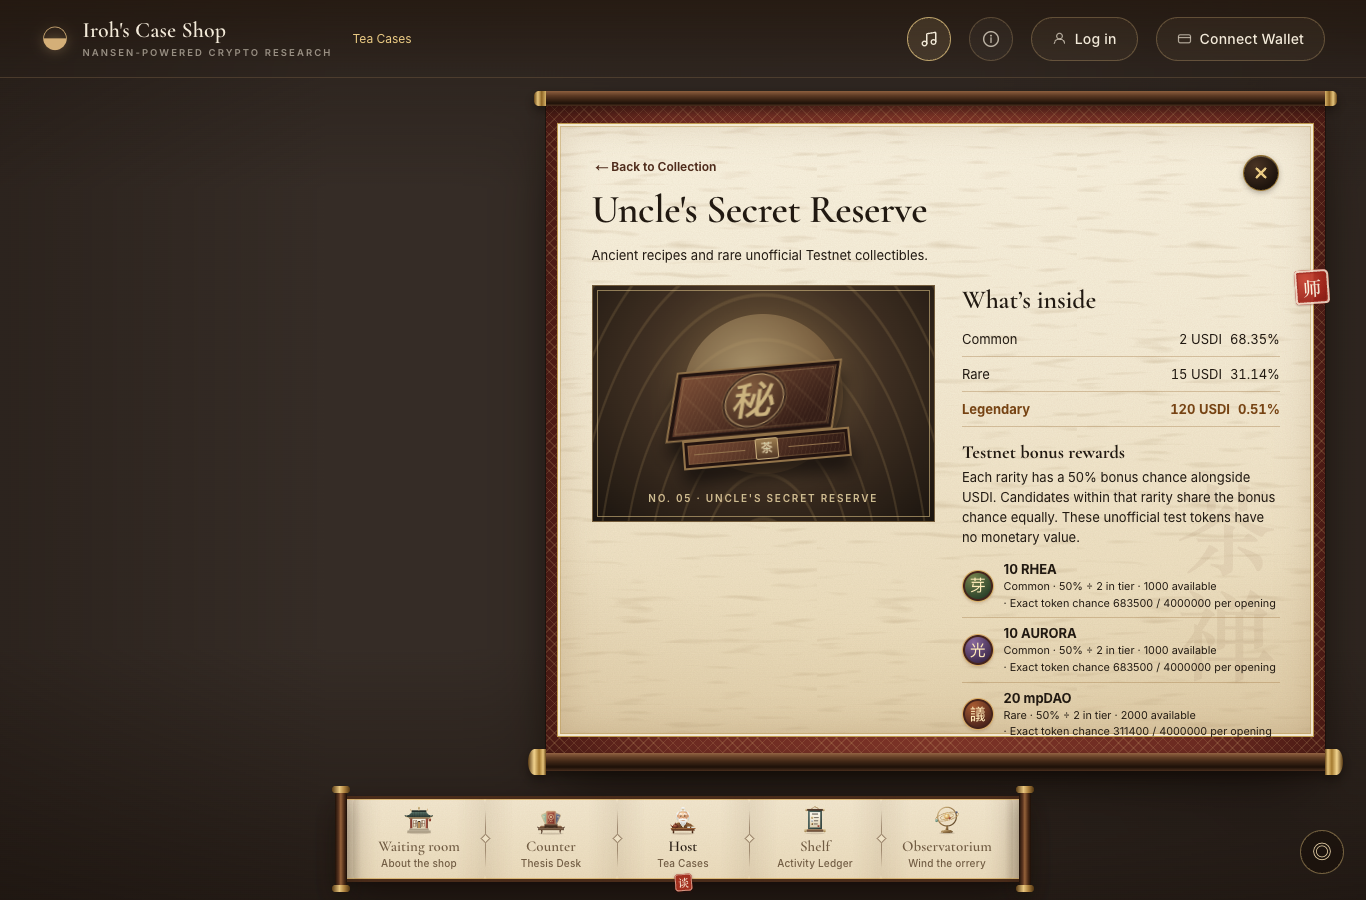 Iroh's Case Shop
NANSEN-POWERED CRYPTO RESEARCH
Tea Cases
Log in
Connect Wallet
← Back to Collection
Uncle's Secret Reserve
Ancient recipes and rare unofficial Testnet collectibles.
师
秘
茶
NO. 05 · UNCLE'S SECRET RESERVE
What’s inside
Common 2 USDI 68.35%
Rare 15 USDI 31.14%
Legendary 120 USDI 0.51%
Testnet bonus rewards
Each rarity has a 50% bonus chance alongside
USDI. Candidates within that rarity share the bonus
chance equally. These unofficial test tokens have
no monetary value.
茶
禅
芽
10 RHEA
Common · 50% ÷ 2 in tier · 1000 available
· Exact token chance 683500 / 4000000 per opening
光
10 AURORA
Common · 50% ÷ 2 in tier · 1000 available
· Exact token chance 683500 / 4000000 per opening
議
20 mpDAO
Rare · 50% ÷ 2 in tier · 2000 available
· Exact token chance 311400 / 4000000 per opening
Waiting room
About the shop
Counter
Thesis Desk
Host
Tea Cases
谈
Shelf
Activity Ledger
Observatorium
Wind the orrery